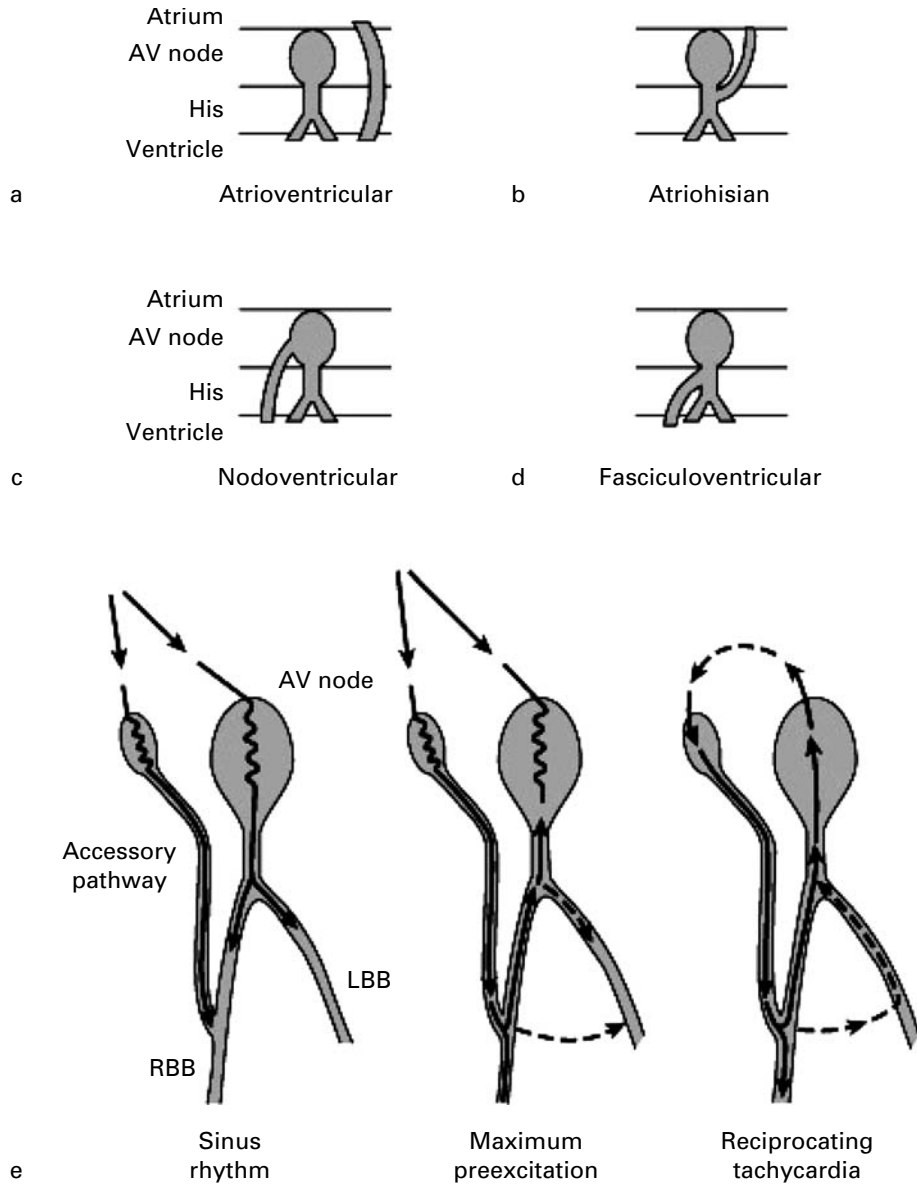 Atrium
AV node
His
Ventricle
a
Atrioventricular
b
Atriohisian
Atrium
AV node
His
Ventricle
c
Nodoventricular
d
Fasciculoventricular
AV node
Accessory
pathway
LBB
RBB
e
Sinus
rhythm
Maximum
preexcitation
Reciprocating
tachycardia